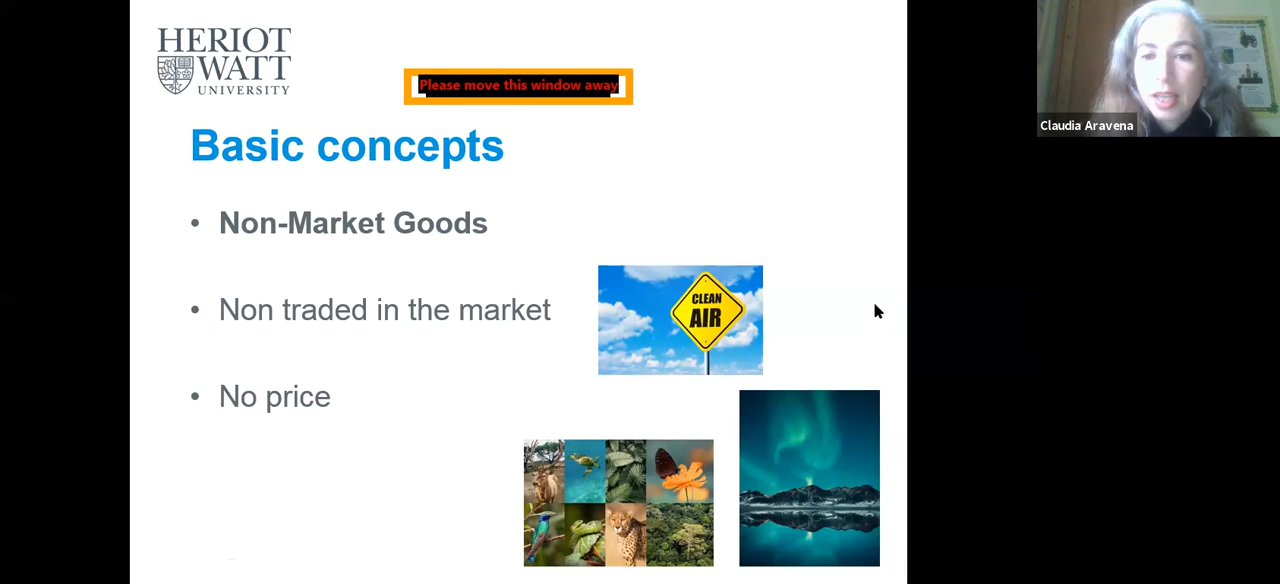 HERIOT
WATT
UNIVERSITY
Please move this window away
Claudia Aravena
Basic concepts
• Non-Market Goods
• Non traded in the market
CLEAN
AIR
• No price